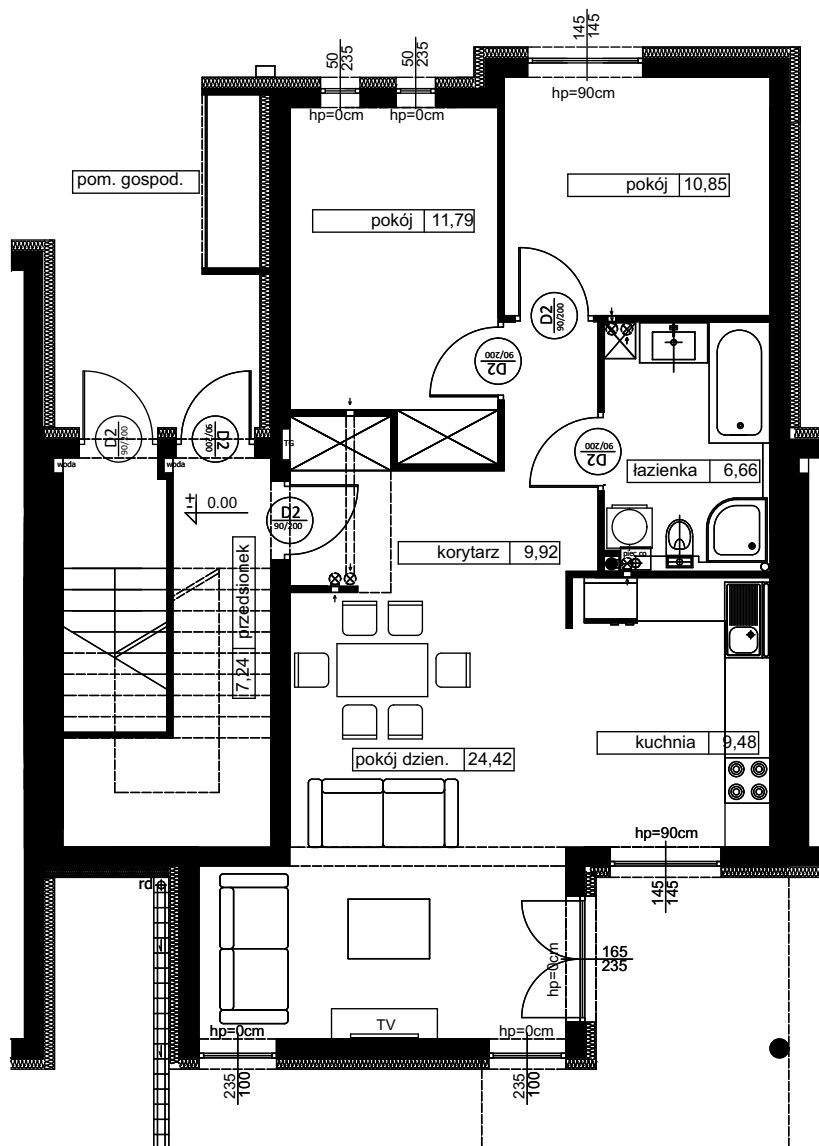 145
145
50
235
50
235
hp=90cm
hp=0cm
hp=0cm
pom. gospod.
pokój 10,85
pokój 11,79
D2
90/200
D2
90/200
D2
90/200
D2
90/200
D2
90/200
TG
woda
woda
łazienka 6,66
± 0.00
D2
90/200
korytarz 9,92
piec co
7,24 przedsionek
kuchnia 9,48
pokój dzien. 24,42
hp=90cm
145
145
rd
165
235
hp=0cm
TV
hp=0cm
hp=0cm
235
100
235
100